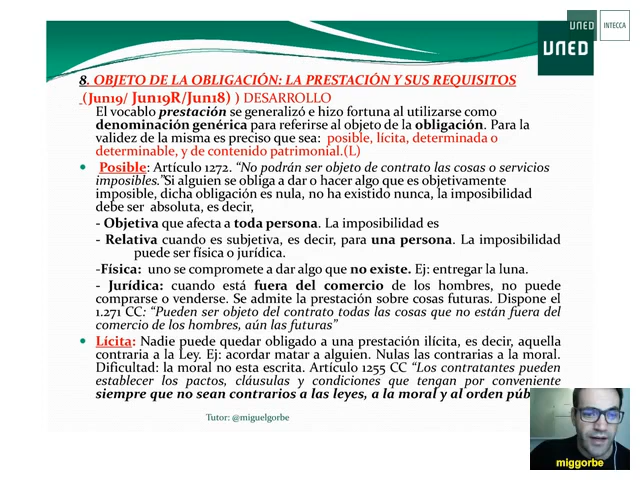 UNED
INTECCA
UNED
8. OBJETO DE LA OBLIGACIÓN: LA PRESTACIÓN Y SUS REQUISITOS
(Jun19/ Jun19R/Jun18) ) DESARROLLO
El vocablo prestación se generalizó e hizo fortuna al utilizarse como
denominación genérica para referirse al objeto de la obligación. Para la
validez de la misma es preciso que sea: posible, lícita, determinada o
determinable, y de contenido patrimonial.(L)
• Posible: Artículo 1272. “No podrán ser objeto de contrato las cosas o servicios
imposibles.”Si alguien se obliga a dar o hacer algo que es objetivamente
imposible, dicha obligación es nula, no ha existido nunca, la imposibilidad
debe ser absoluta, es decir,
- Objetiva que afecta a toda persona. La imposibilidad es
- Relativa cuando es subjetiva, es decir, para una persona. La imposibilidad
puede ser física o jurídica.
-Física: uno se compromete a dar algo que no existe. Ej: entregar la luna.
- Jurídica: cuando está fuera del comercio de los hombres, no puede
comprarse o venderse. Se admite la prestación sobre cosas futuras. Dispone el
1.271 CC: “Pueden ser objeto del contrato todas las cosas que no están fuera del
comercio de los hombres, aún las futuras”
• Lícita: Nadie puede quedar obligado a una prestación ilícita, es decir, aquella
contraria a la Ley. Ej: acordar matar a alguien. Nulas las contrarias a la moral.
Dificultad: la moral no esta escrita. Artículo 1255 CC “Los contratantes pueden
establecer los pactos, cláusulas y condiciones que tengan por conveniente
siempre que no sean contrarios a las leyes, a la moral y al orden púb
Tutor: @miguelgorbe
miggorbe